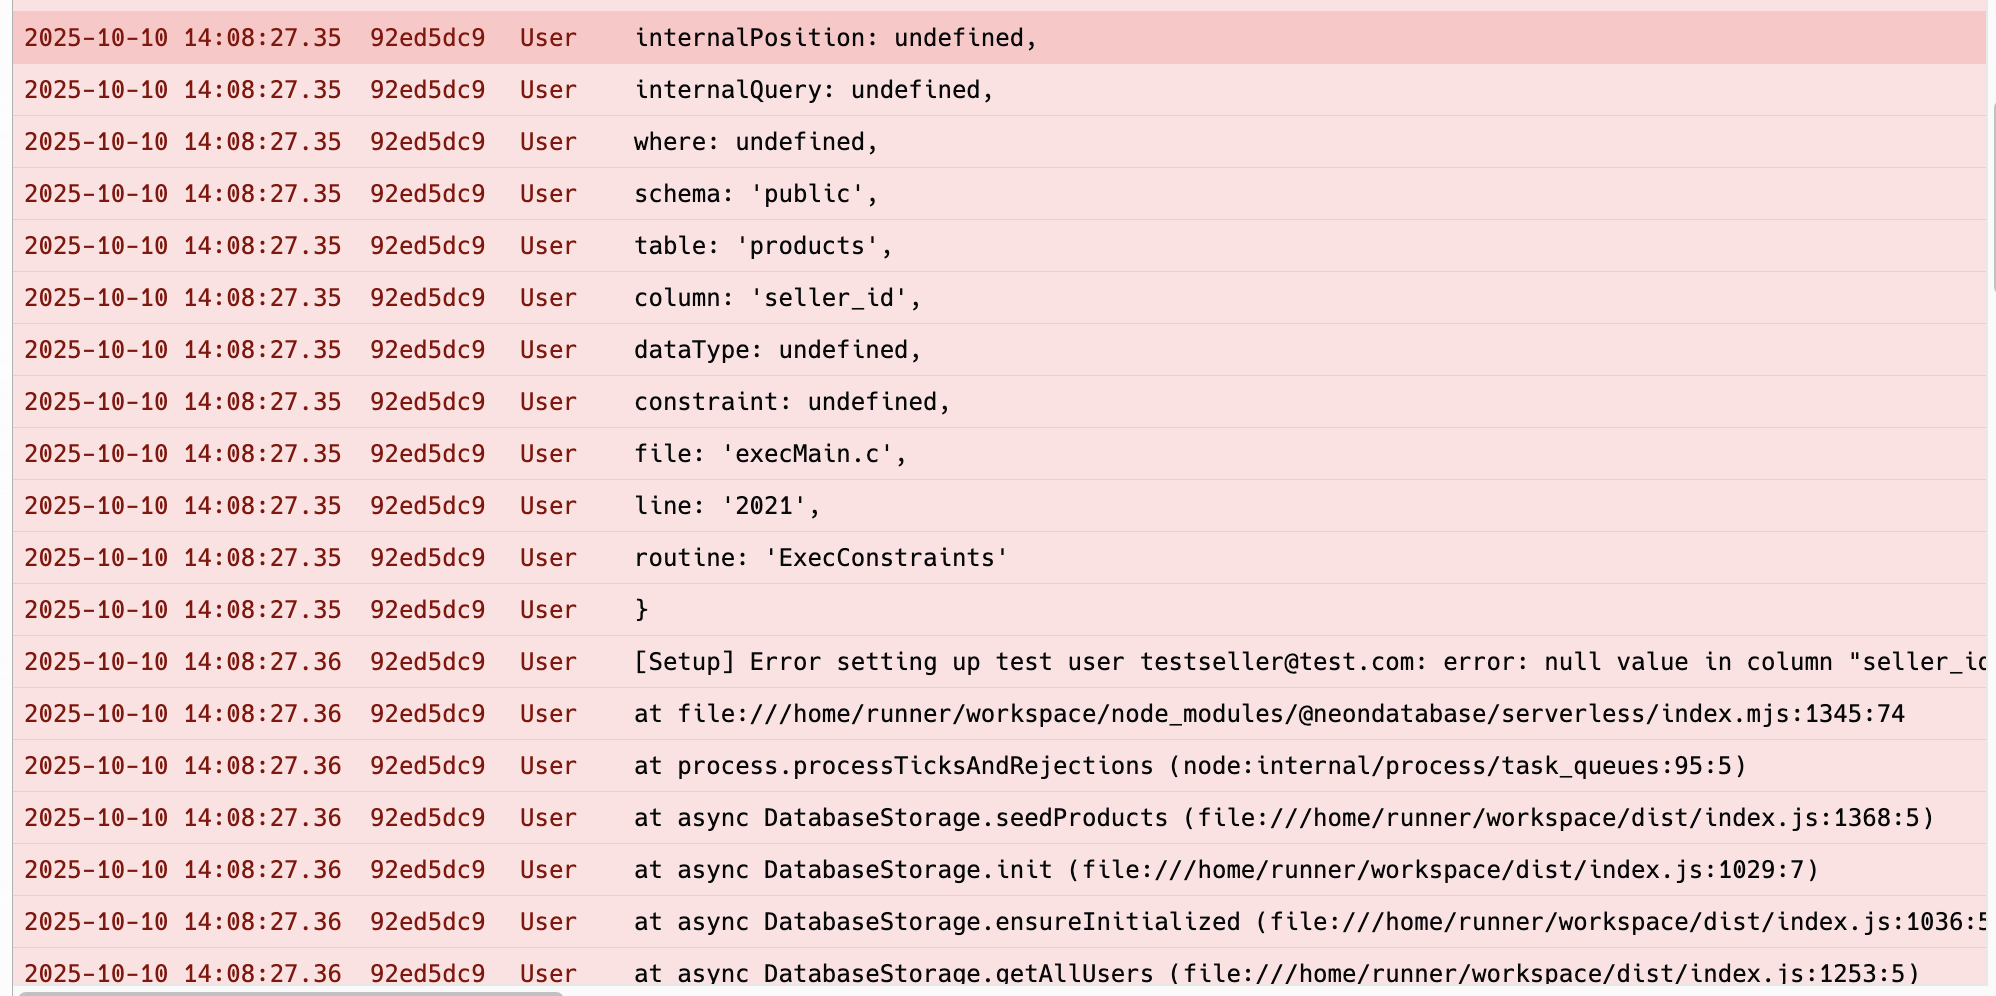 2025-10-10 14:08:27.35 92ed5dc9 User internalPosition: undefined,
2025-10-10 14:08:27.35 92ed5dc9 User internalQuery: undefined,
2025-10-10 14:08:27.35 92ed5dc9 User where: undefined,
2025-10-10 14:08:27.35 92ed5dc9 User schema: 'public',
2025-10-10 14:08:27.35 92ed5dc9 User table: 'products',
2025-10-10 14:08:27.35 92ed5dc9 User column: 'seller_id',
2025-10-10 14:08:27.35 92ed5dc9 User dataType: undefined,
2025-10-10 14:08:27.35 92ed5dc9 User constraint: undefined,
2025-10-10 14:08:27.35 92ed5dc9 User file: 'execMain.c',
2025-10-10 14:08:27.35 92ed5dc9 User line: '2021',
2025-10-10 14:08:27.35 92ed5dc9 User routine: 'ExecConstraints'
2025-10-10 14:08:27.35 92ed5dc9 User }
2025-10-10 14:08:27.36 92ed5dc9 User [Setup] Error setting up test user testseller@test.com: error: null value in column "seller_id
2025-10-10 14:08:27.36 92ed5dc9 User at file:///home/runner/workspace/node_modules/@neondatabase/serverless/index.mjs:1345:74
2025-10-10 14:08:27.36 92ed5dc9 User at process.processTicksAndRejections (node:internal/process/task_queues:95:5)
2025-10-10 14:08:27.36 92ed5dc9 User at async DatabaseStorage.seedProducts (file:///home/runner/workspace/dist/index.js:1368:5)
2025-10-10 14:08:27.36 92ed5dc9 User at async DatabaseStorage.init (file:///home/runner/workspace/dist/index.js:1029:7)
2025-10-10 14:08:27.36 92ed5dc9 User at async DatabaseStorage.ensureInitialized (file:///home/runner/workspace/dist/index.js:1036:5
2025-10-10 14:08:27.36 92ed5dc9 User at async DatabaseStorage.getAllUsers (file:///home/runner/workspace/dist/index.js:1253:5)